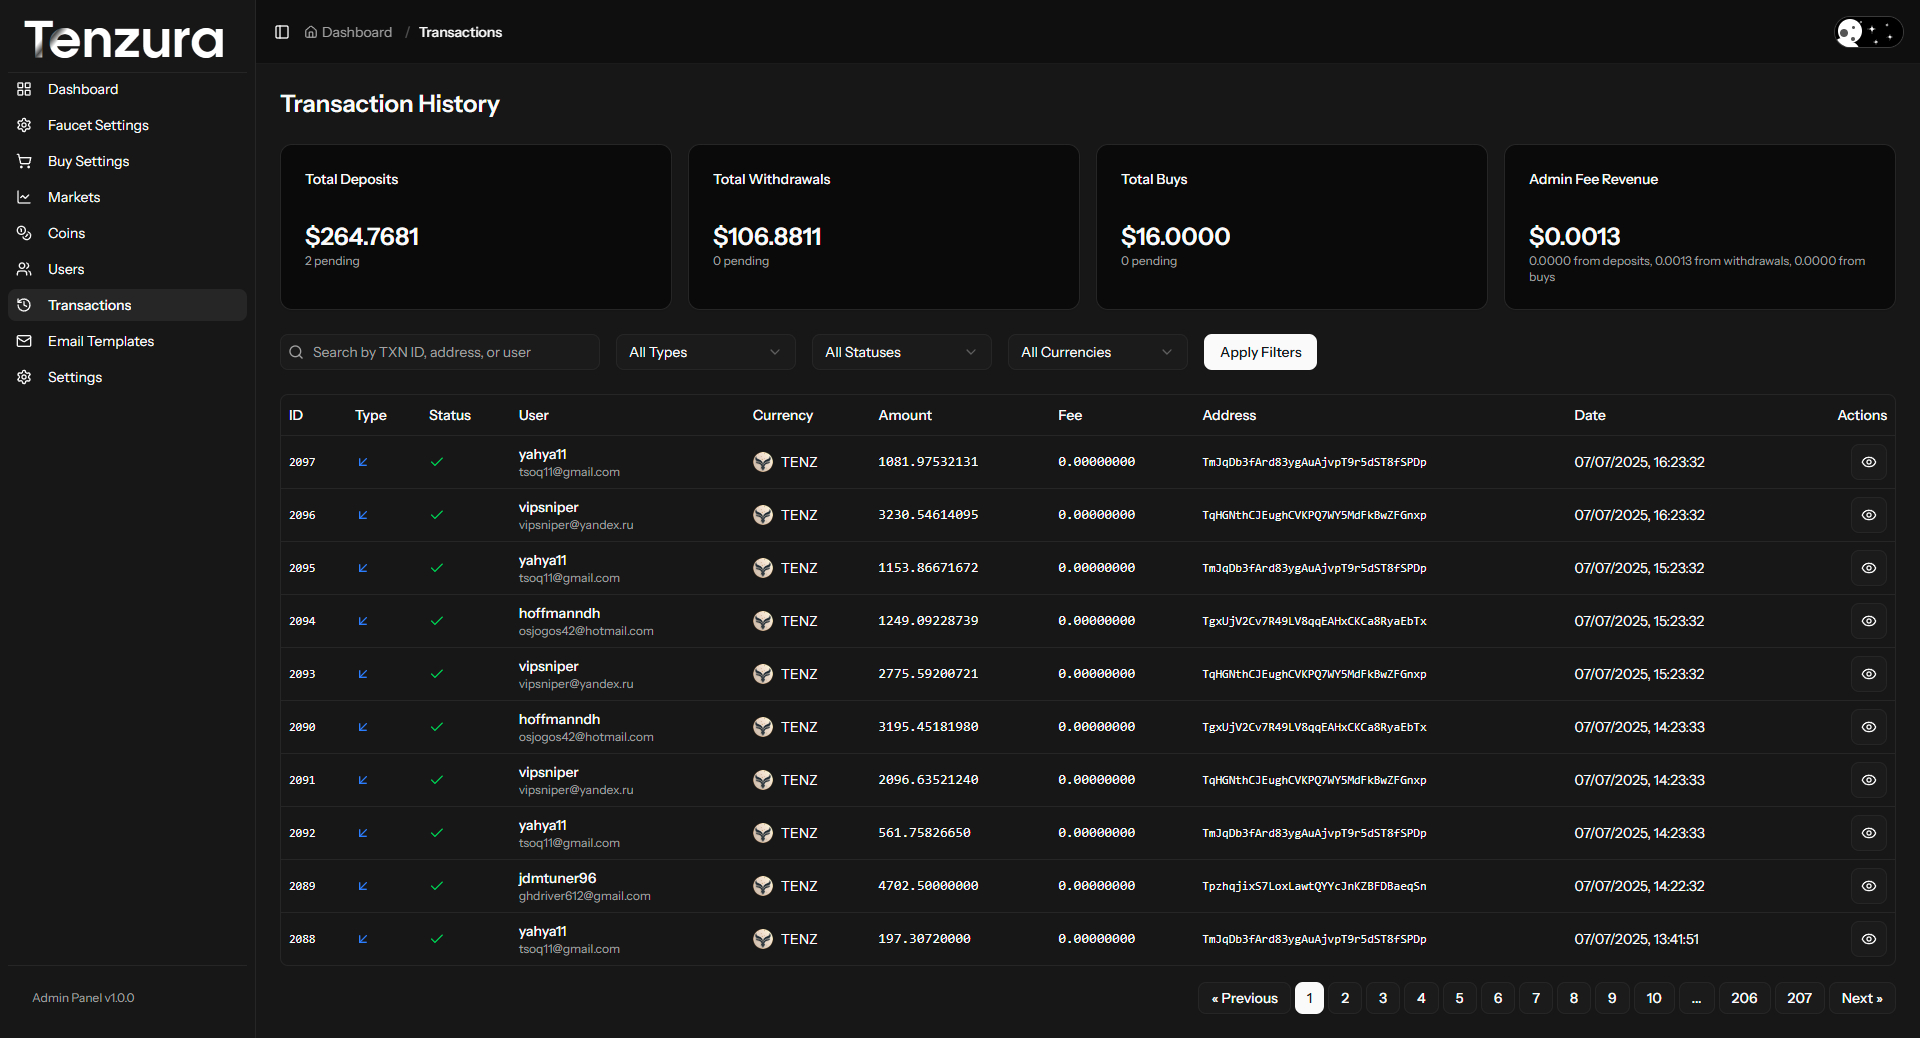 Tenzura
Dashboard
Faucet Settings
Buy Settings
Markets
Coins
Users
Transactions
Email Templates
Settings
Admin Panel v1.0.0
Dashboard / Transactions
Transaction History
Total Deposits
$264.7681
2 pending
Total Withdrawals
$106.8811
0 pending
Total Buys
$16.0000
0 pending
Admin Fee Revenue
$0.0013
0.0000 from deposits, 0.0013 from withdrawals, 0.0000 from
buys
Search by TXN ID, address, or user
All Types
All Statuses
All Currencies
Apply Filters
ID Type Status User Currency Amount Fee Address Date Actions
2097 yahya11 TENZ 1081.97532131 0.00000000 TmJqDb3fArd83ygAuAjvpT9r5dST8fSPDp 07/07/2025, 16:23:32
tsoq11@gmail.com
2096 vipsniper TENZ 3230.54614095 0.00000000 TqHGNthCJEughCVKPQ7WY5MdFkBwZFGnxp 07/07/2025, 16:23:32
vipsniper@yandex.ru
2095 yahya11 TENZ 1153.86671672 0.00000000 TmJqDb3fArd83ygAuAjvpT9r5dST8fSPDp 07/07/2025, 15:23:32
tsoq11@gmail.com
2094 hoffmanndh TENZ 1249.09228739 0.00000000 TgxUjV2Cv7R49LV8qqEAHxCKCa8RyaEbTx 07/07/2025, 15:23:32
osjogos42@hotmail.com
2093 vipsniper TENZ 2775.59200721 0.00000000 TqHGNthCJEughCVKPQ7WY5MdFkBwZFGnxp 07/07/2025, 15:23:32
vipsniper@yandex.ru
2090 hoffmanndh TENZ 3195.45181980 0.00000000 TgxUjV2Cv7R49LV8qqEAHxCKCa8RyaEbTx 07/07/2025, 14:23:33
osjogos42@hotmail.com
2091 vipsniper TENZ 2096.63521240 0.00000000 TqHGNthCJEughCVKPQ7WY5MdFkBwZFGnxp 07/07/2025, 14:23:33
vipsniper@yandex.ru
2092 yahya11 TENZ 561.75826650 0.00000000 TmJqDb3fArd83ygAuAjvpT9r5dST8fSPDp 07/07/2025, 14:23:33
tsoq11@gmail.com
2089 jdmtuner96 TENZ 4702.50000000 0.00000000 TpzhqjixS7LoxLawtQYYcJnKZBFDBaeqSn 07/07/2025, 14:22:32
ghdriver612@gmail.com
2088 yahya11 TENZ 197.30720000 0.00000000 TmJqDb3fArd83ygAuAjvpT9r5dST8fSPDp 07/07/2025, 13:41:51
tsoq11@gmail.com
« Previous 1 2 3 4 5 6 7 8 9 10 ... 206 207 Next »